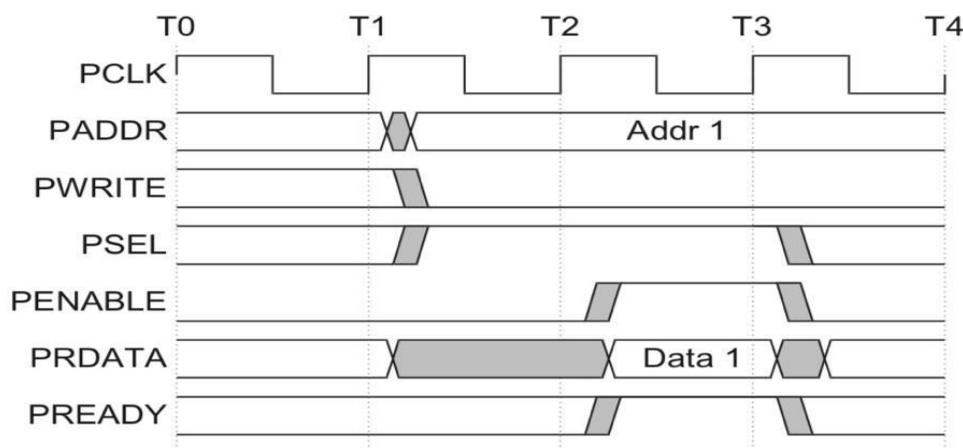 T0 T1 T2 T3 T4
PCLK
PADDR Addr 1
PWRITE
PSEL
PENABLE
PRDATA Data 1
PREADY